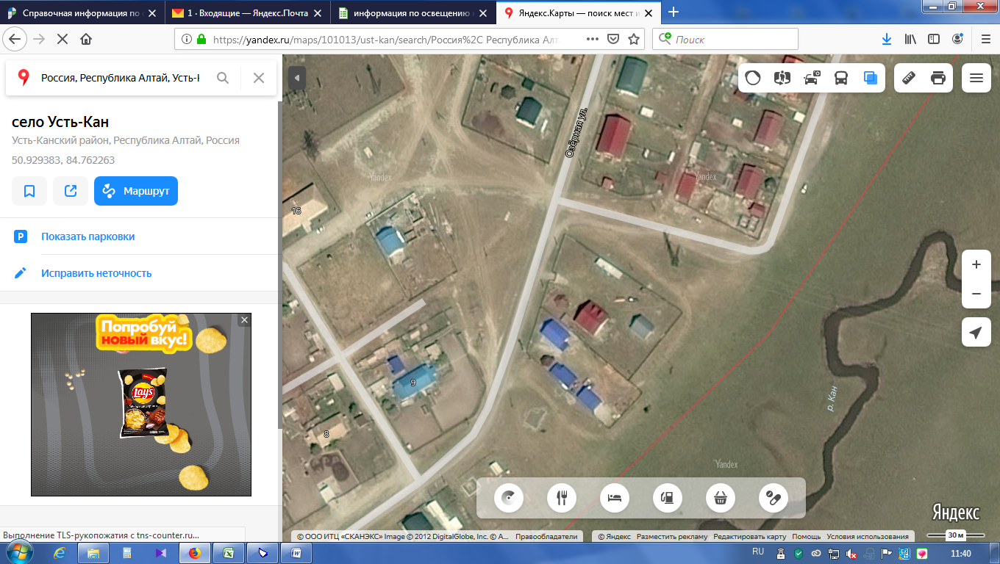 Справочная информация по о
1 · Входящие — Яндекс.Почта
информация по освещению н
Яндекс.Карты — поиск мест и
https://yandex.ru/maps/101013/ust-kan/search/Россия%2C Республика Алт
Поиск
Россия, Республика Алтай, Усть-К
село Усть-Кан
Усть-Канский район, Республика Алтай, Россия
50.929383, 84.762263
Маршрут
P
Показать парковки
Исправить неточность
Попробуй
новый вкус!
Lay's
Озёрная ул.
Yandex
Yandex
16
9
8
р. Кан
Yandex
Яндекс
© ООО ИТЦ «СКАНЭКС» Image © 2012 DigitalGlobe, Inc. © A...
Правообладатели
© Яндекс
Разместить рекламу
Редактировать карту
Помощь
Условия использования
30 м
Выполнение TLS-рукопожатия с tns-counter.ru...
RU
11:40